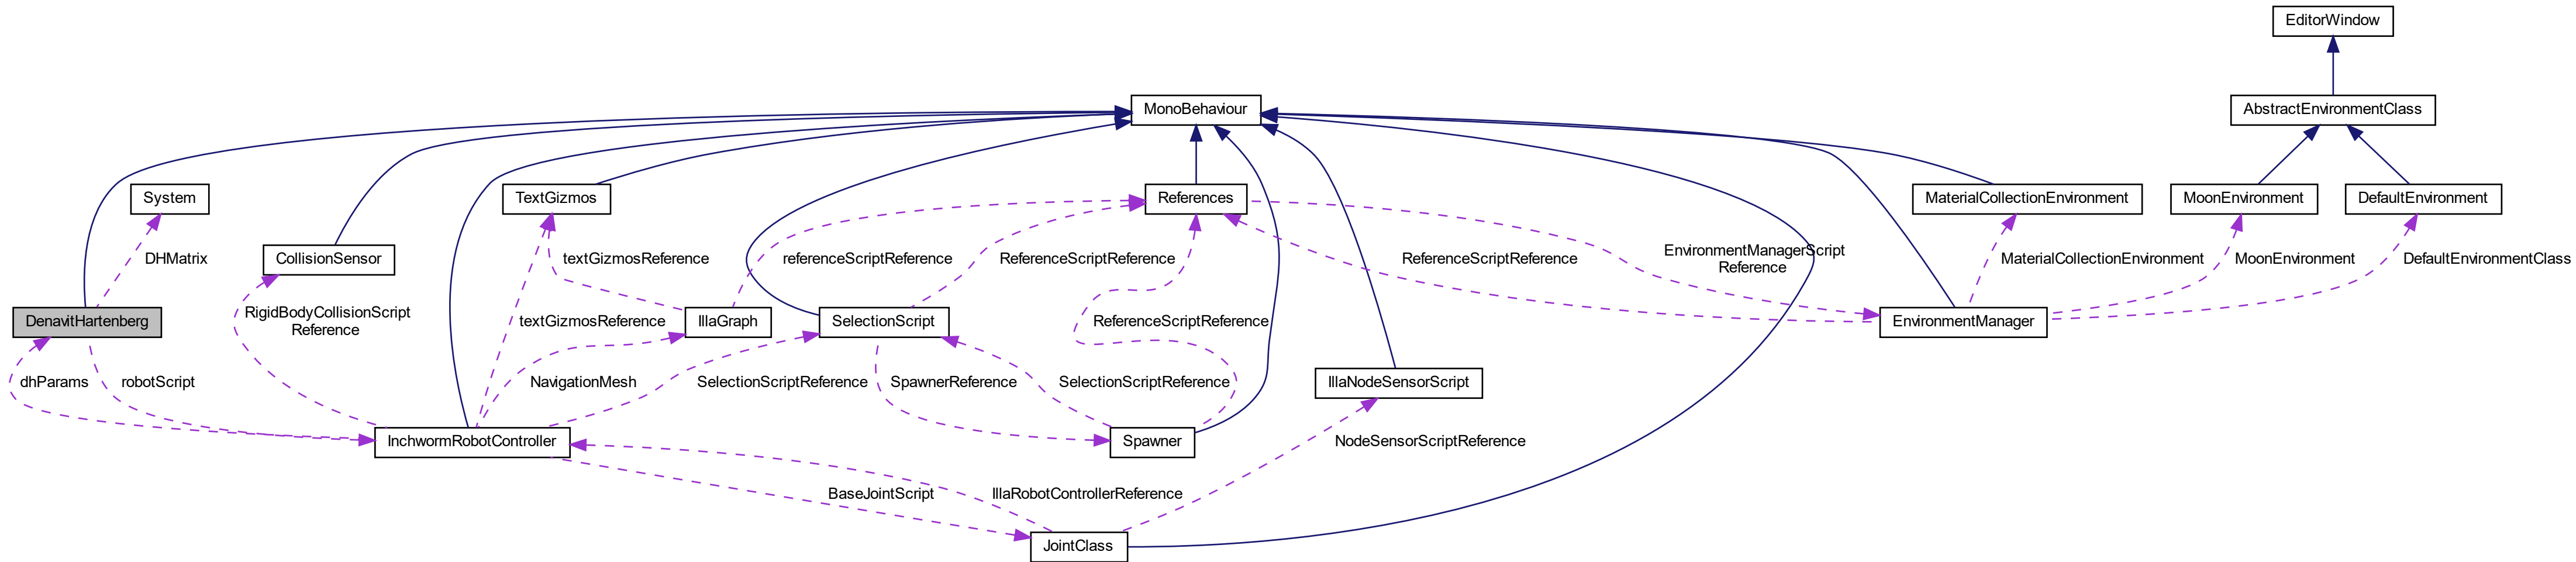 EditorWindow
MonoBehaviour
AbstractEnvironmentClass
System
TextGizmos
References
MaterialCollectionEnvironment
MoonEnvironment
DefaultEnvironment
DHMatrix
CollisionSensor
textGizmosReference
referenceScriptReference
ReferenceScriptReference
ReferenceScriptReference
EnvironmentManagerScript
Reference
MaterialCollectionEnvironment
MoonEnvironment
DefaultEnvironmentClass
DenavitHartenberg
RigidBodyCollisionScript
Reference
textGizmosReference
IllaGraph
SelectionScript
ReferenceScriptReference
EnvironmentManager
dhParams
robotScript
NavigationMesh
SelectionScriptReference
SpawnerReference
SelectionScriptReference
IllaNodeSensorScript
InchwormRobotController
Spawner
NodeSensorScriptReference
BaseJointScript
IllaRobotControllerReference
JointClass